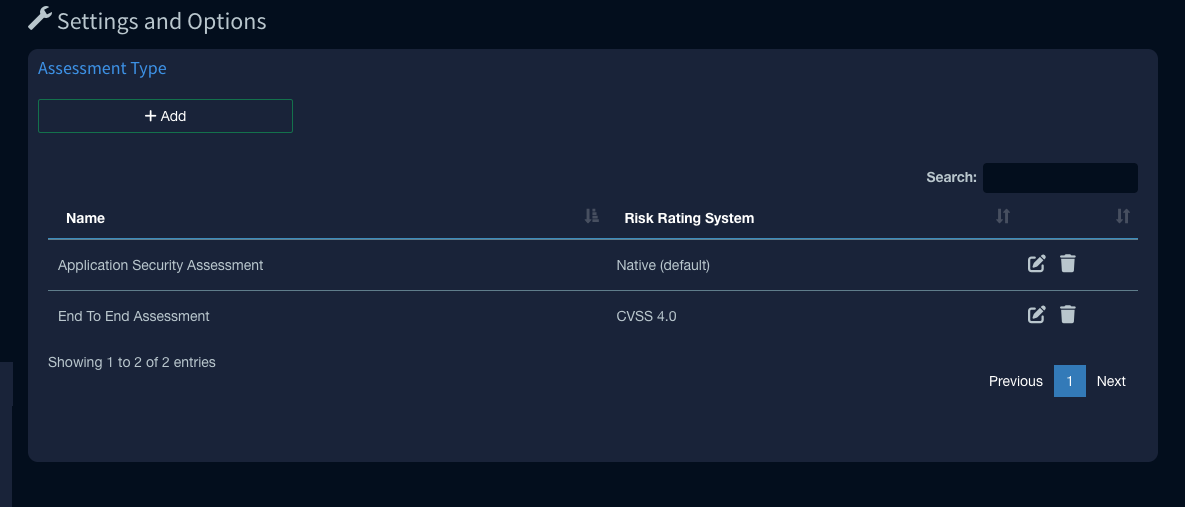 Settings and Options
Assessment Type
+ Add
Search:
Name Risk Rating System
Application Security Assessment Native (default)
End To End Assessment CVSS 4.0
Showing 1 to 2 of 2 entries
Previous 1 Next